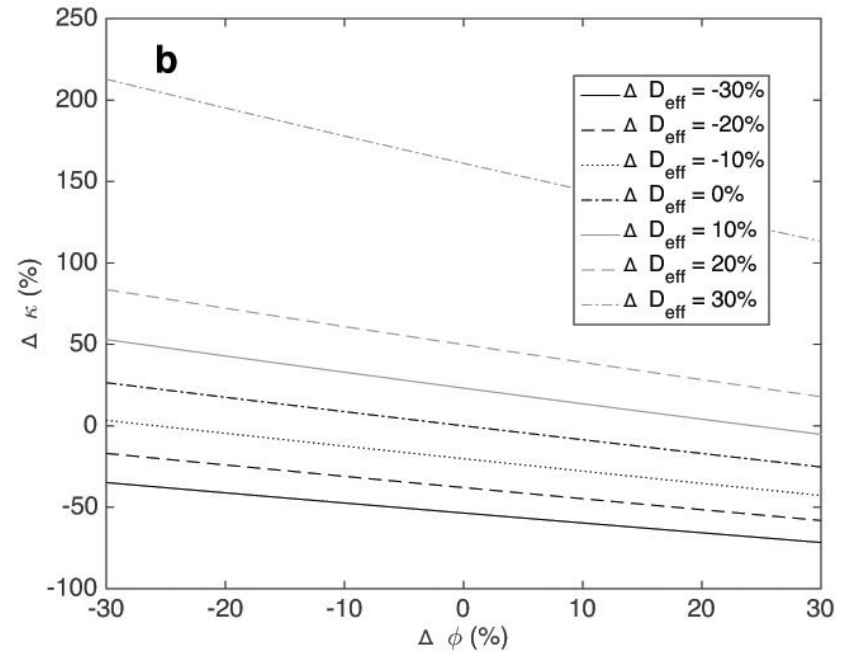 250
200
150
100
50
0
-50
-100
Δ κ (%)
b
Δ D_eff = -30%
Δ D_eff = -20%
Δ D_eff = -10%
Δ D_eff = 0%
Δ D_eff = 10%
Δ D_eff = 20%
Δ D_eff = 30%
-30 -20 -10 0 10 20 30
Δ ϕ (%)